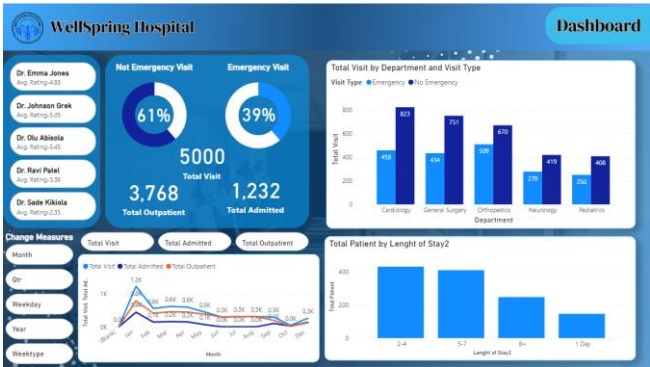 WellSpring Hospital
Dashboard
Dr. Emma Jones
Avg. Rating-4.85
Dr. Johnson Grek
Avg. Rating-5.05
Dr. Olu Abisola
Avg. Rating-5.45
Dr. Ravi Patel
Avg. Rating-3.36
Dr. Sade Kikiola
Avg. Rating-2.35
Not Emergency Visit
Emergency Visit
61%
39%
5000
Total Visit
3,768
Total Outpatient
1,232
Total Admitted
Total Visit by Department and Visit Type
Visit Type Emergency No Emergency
Total Visit
800
600
400
200
0
458
823
434
751
509
670
278
419
250
408
Cardiology
General Surgery
Orthopedics
Neurology
Pediatrics
Department
Change Measures
Month
Qtr
Weekday
Year
Weektype
Total Visit
Total Admitted
Total Outpatient
Total Visit Total Admitted Total Outpatient
Total Visit, Total Ad...
1K
0K
1.2K
0.6K
0.6K
0.6K
0.5K
0.3K
0.3K
0.3K
0.3K
0.3K
(Blank)
Jan
Feb
Mar
Apr
May
Jun
Jul
Aug
Sep
Oct
Dec
Month
Total Patient by Lenght of Stay2
Total Patient
400
200
0
2-4
5-7
8+
1 Day
Lenght of Stay2